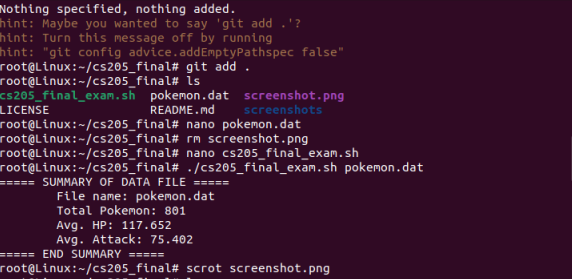 Nothing specified, nothing added.
hint: Maybe you wanted to say 'git add .'?
hint: Turn this message off by running
hint: "git config advice.addEmptyPathspec false"
root@Linux:~/cs205_final# git add .
root@Linux:~/cs205_final# ls
cs205_final_exam.sh  pokemon.dat  screenshot.png
LICENSE              README.md    screenshots
root@Linux:~/cs205_final# nano pokemon.dat
root@Linux:~/cs205_final# rm screenshot.png
root@Linux:~/cs205_final# nano cs205_final_exam.sh
root@Linux:~/cs205_final# ./cs205_final_exam.sh pokemon.dat
===== SUMMARY OF DATA FILE =====
        File name: pokemon.dat
        Total Pokemon: 801
        Avg. HP: 117.652
        Avg. Attack: 75.402
===== END SUMMARY =====
root@Linux:~/cs205_final# scrot screenshot.png